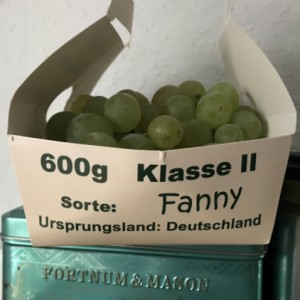 600g Klasse II
Sorte: Fanny
Ursprungsland: Deutschland
FORTNUM & MASON